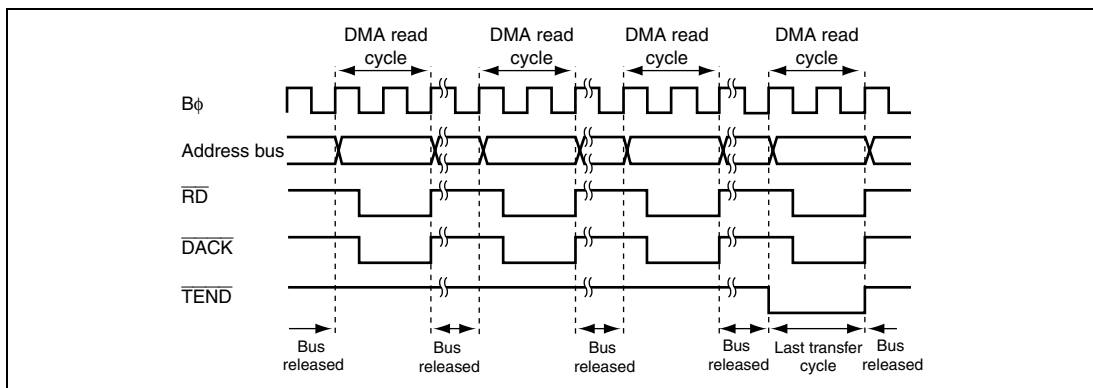 DMA read
cycle
DMA read
cycle
DMA read
cycle
DMA read
cycle
Bϕ
Address bus
RD
DACK
TEND
Bus
released
Bus
released
Bus
released
Bus
released
Last transfer
cycle
Bus
released